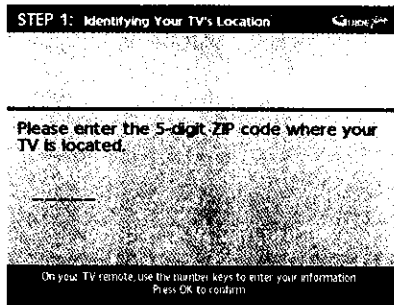 STEP 1: Identifying Your TV's Location
Please enter the 5-digit ZIP code where your
TV is located.
On your TV remote, use the number keys to enter your information
Press OK to confirm